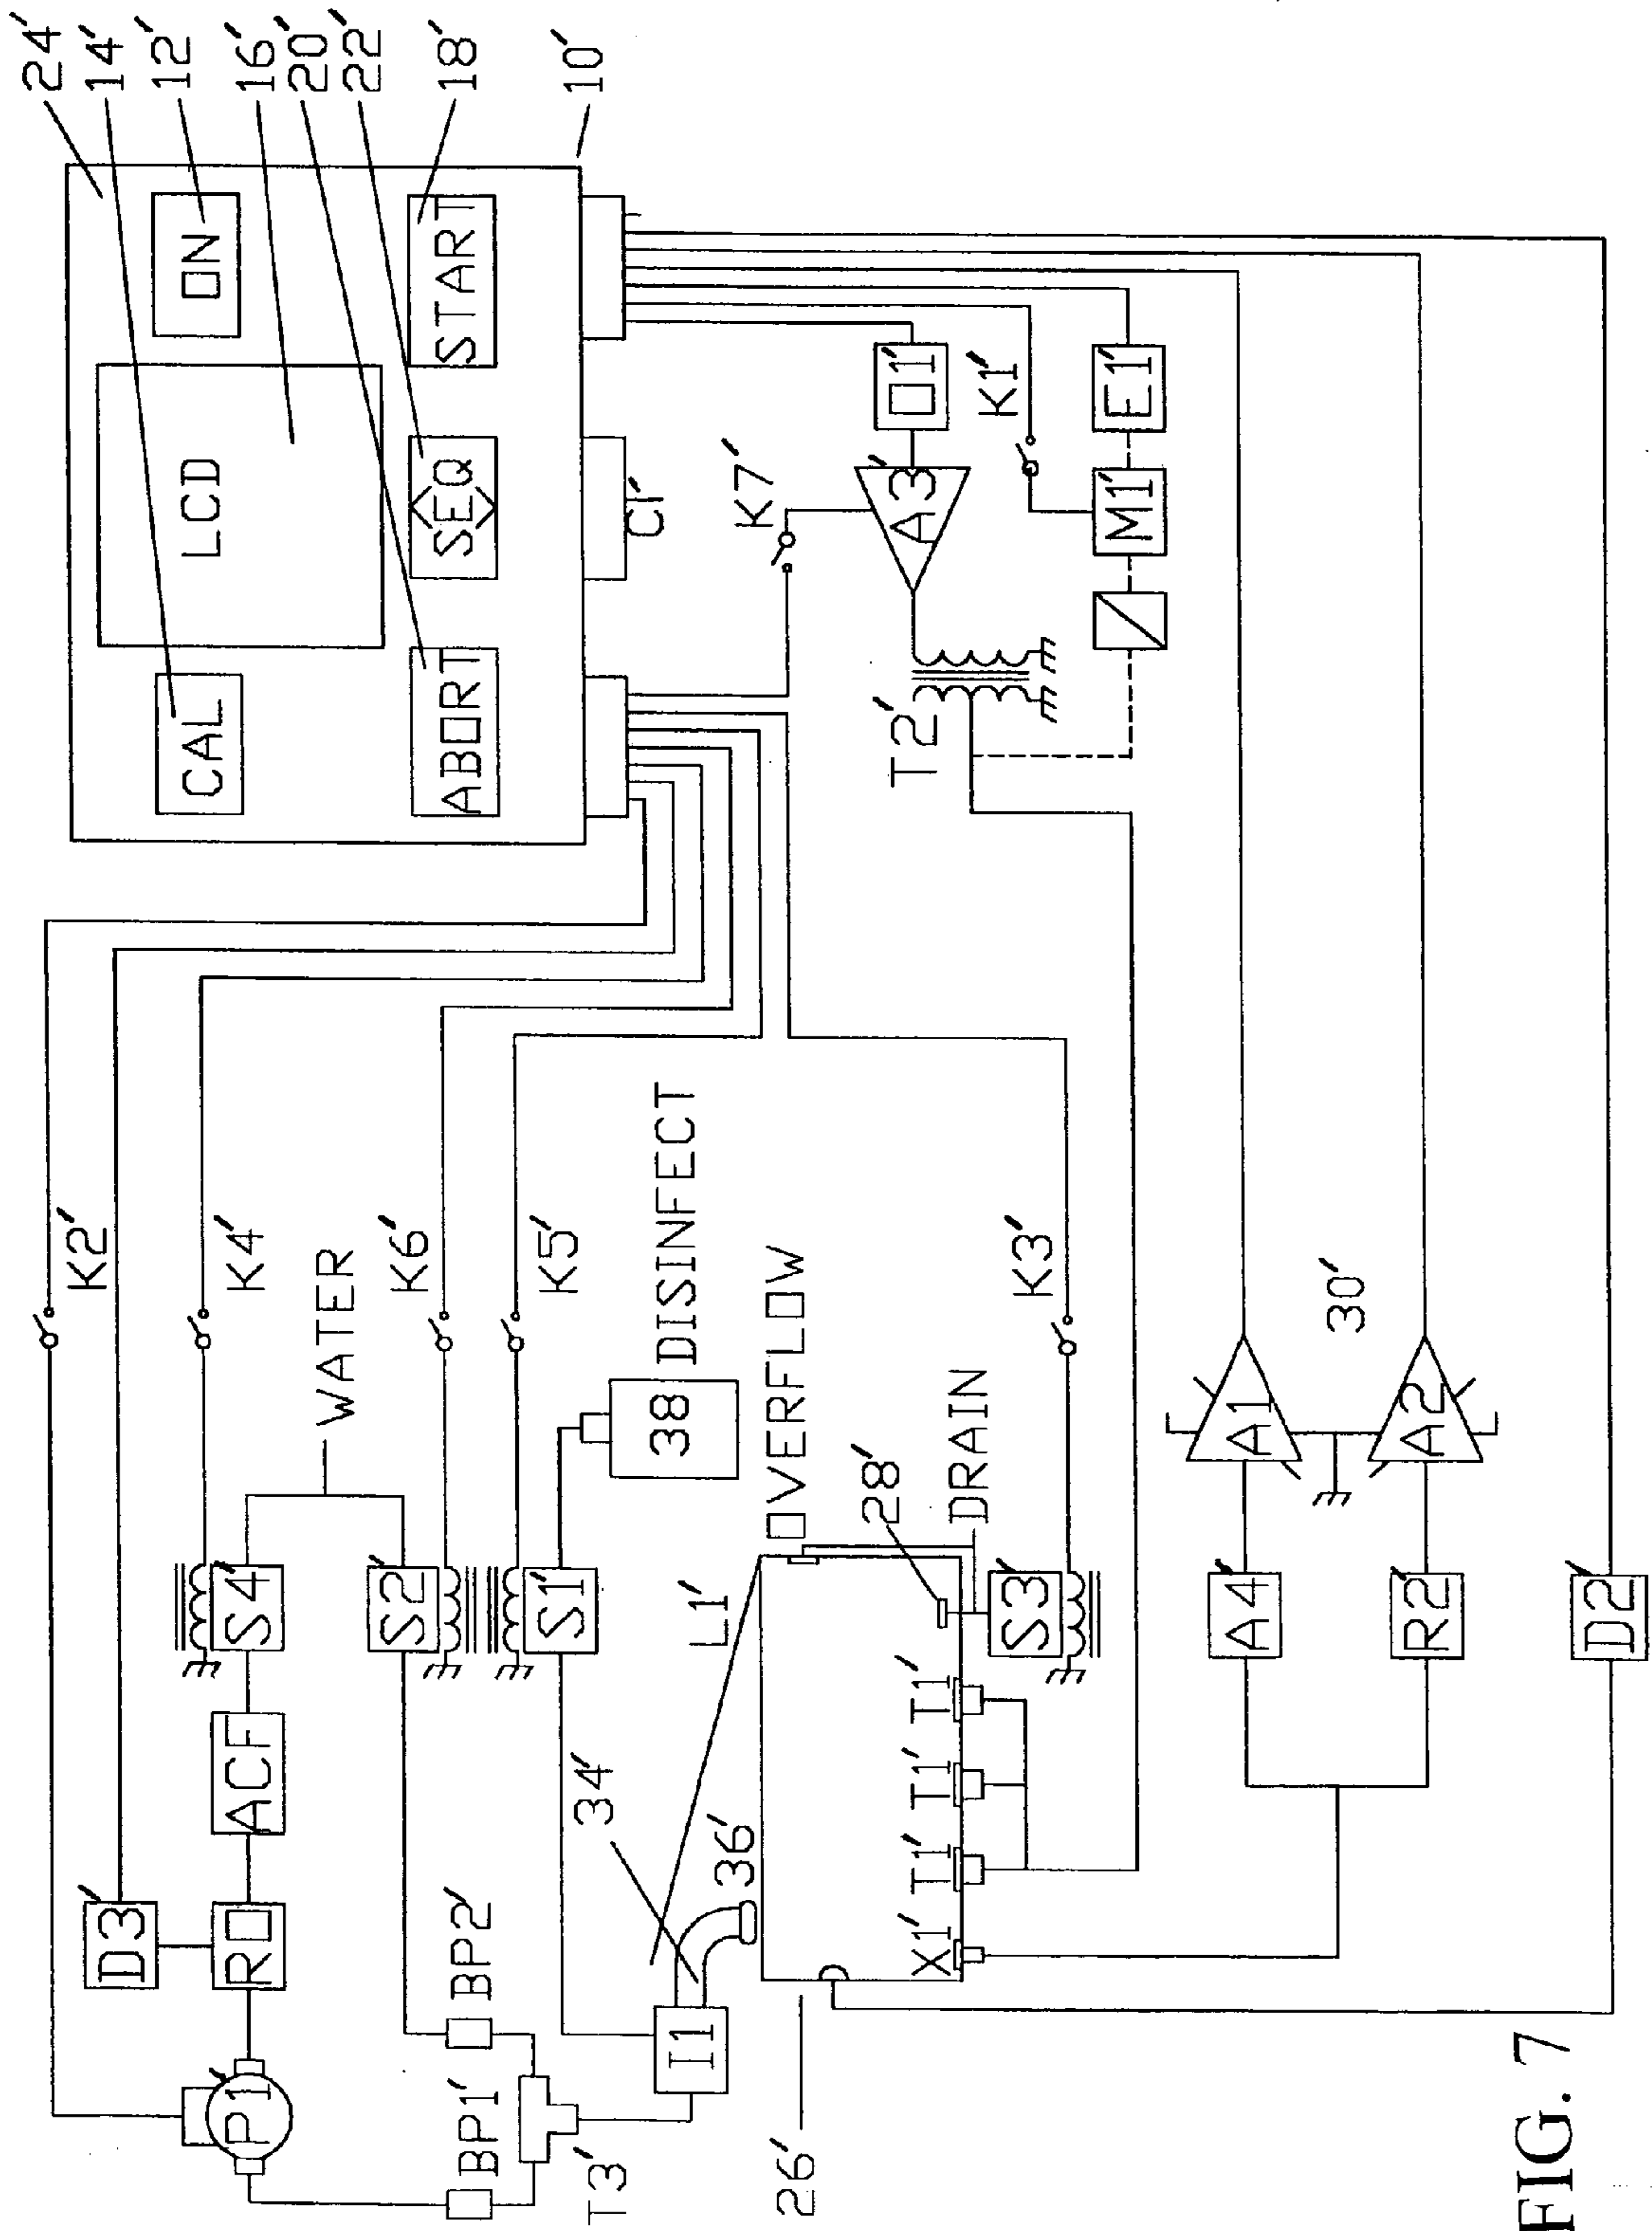 24'
14'
12'
16'
20'
22'
18'
10'
CAL
LCD
ON
ABORT
<SEQ>
START
C1'
K2'
K4'
K6'
K5'
K3'
K7'
K1'
WATER
DISINFECT
38
OVERFLOW
DRAIN
28'
30'
D3'
P1'
RO
ACF
S4'
S2'
S1'
S3'
BP1'
BP2'
T3'
I1
34'
36'
L1'
26'
X1'
T1'
T1'
T1'
T2'
A3'
O1'
M1'
E1'
A4'
R2'
A1
A2
D2'
FIG. 7